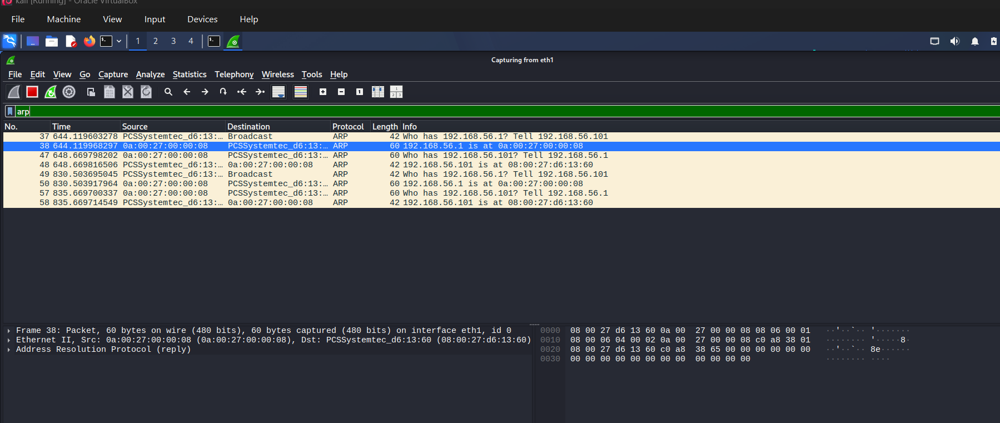 kali [Running] - Oracle VirtualBox
File Machine View Input Devices Help
1 2 3 4
Capturing from eth1
File Edit View Go Capture Analyze Statistics Telephony Wireless Tools Help
arp
No. Time Source Destination Protocol Length Info
37 644.119603278 PCSSystemtec_d6:13:… Broadcast ARP 42 Who has 192.168.56.1? Tell 192.168.56.101
38 644.119968297 0a:00:27:00:00:08 PCSSystemtec_d6:13:… ARP 60 192.168.56.1 is at 0a:00:27:00:00:08
47 648.669798202 0a:00:27:00:00:08 PCSSystemtec_d6:13:… ARP 60 Who has 192.168.56.101? Tell 192.168.56.1
48 648.669816506 PCSSystemtec_d6:13:… 0a:00:27:00:00:08 ARP 42 192.168.56.101 is at 08:00:27:d6:13:60
49 830.503695045 PCSSystemtec_d6:13:… Broadcast ARP 42 Who has 192.168.56.1? Tell 192.168.56.101
50 830.503917964 0a:00:27:00:00:08 PCSSystemtec_d6:13:… ARP 60 192.168.56.1 is at 0a:00:27:00:00:08
57 835.669700337 0a:00:27:00:00:08 PCSSystemtec_d6:13:… ARP 60 Who has 192.168.56.101? Tell 192.168.56.1
58 835.669714549 PCSSystemtec_d6:13:… 0a:00:27:00:00:08 ARP 42 192.168.56.101 is at 08:00:27:d6:13:60
Frame 38: Packet, 60 bytes on wire (480 bits), 60 bytes captured (480 bits) on interface eth1, id 0
Ethernet II, Src: 0a:00:27:00:00:08 (0a:00:27:00:00:08), Dst: PCSSystemtec_d6:13:60 (08:00:27:d6:13:60)
Address Resolution Protocol (reply)
0000 08 00 27 d6 13 60 0a 00 27 00 00 08 08 06 00 01 ··'··`·· '·······
0010 08 00 06 04 00 02 0a 00 27 00 00 08 c0 a8 38 01 ········ '·····8·
0020 08 00 27 d6 13 60 c0 a8 38 65 00 00 00 00 00 00 ··'··`·· 8e······
0030 00 00 00 00 00 00 00 00 00 00 00 00 ········ ····